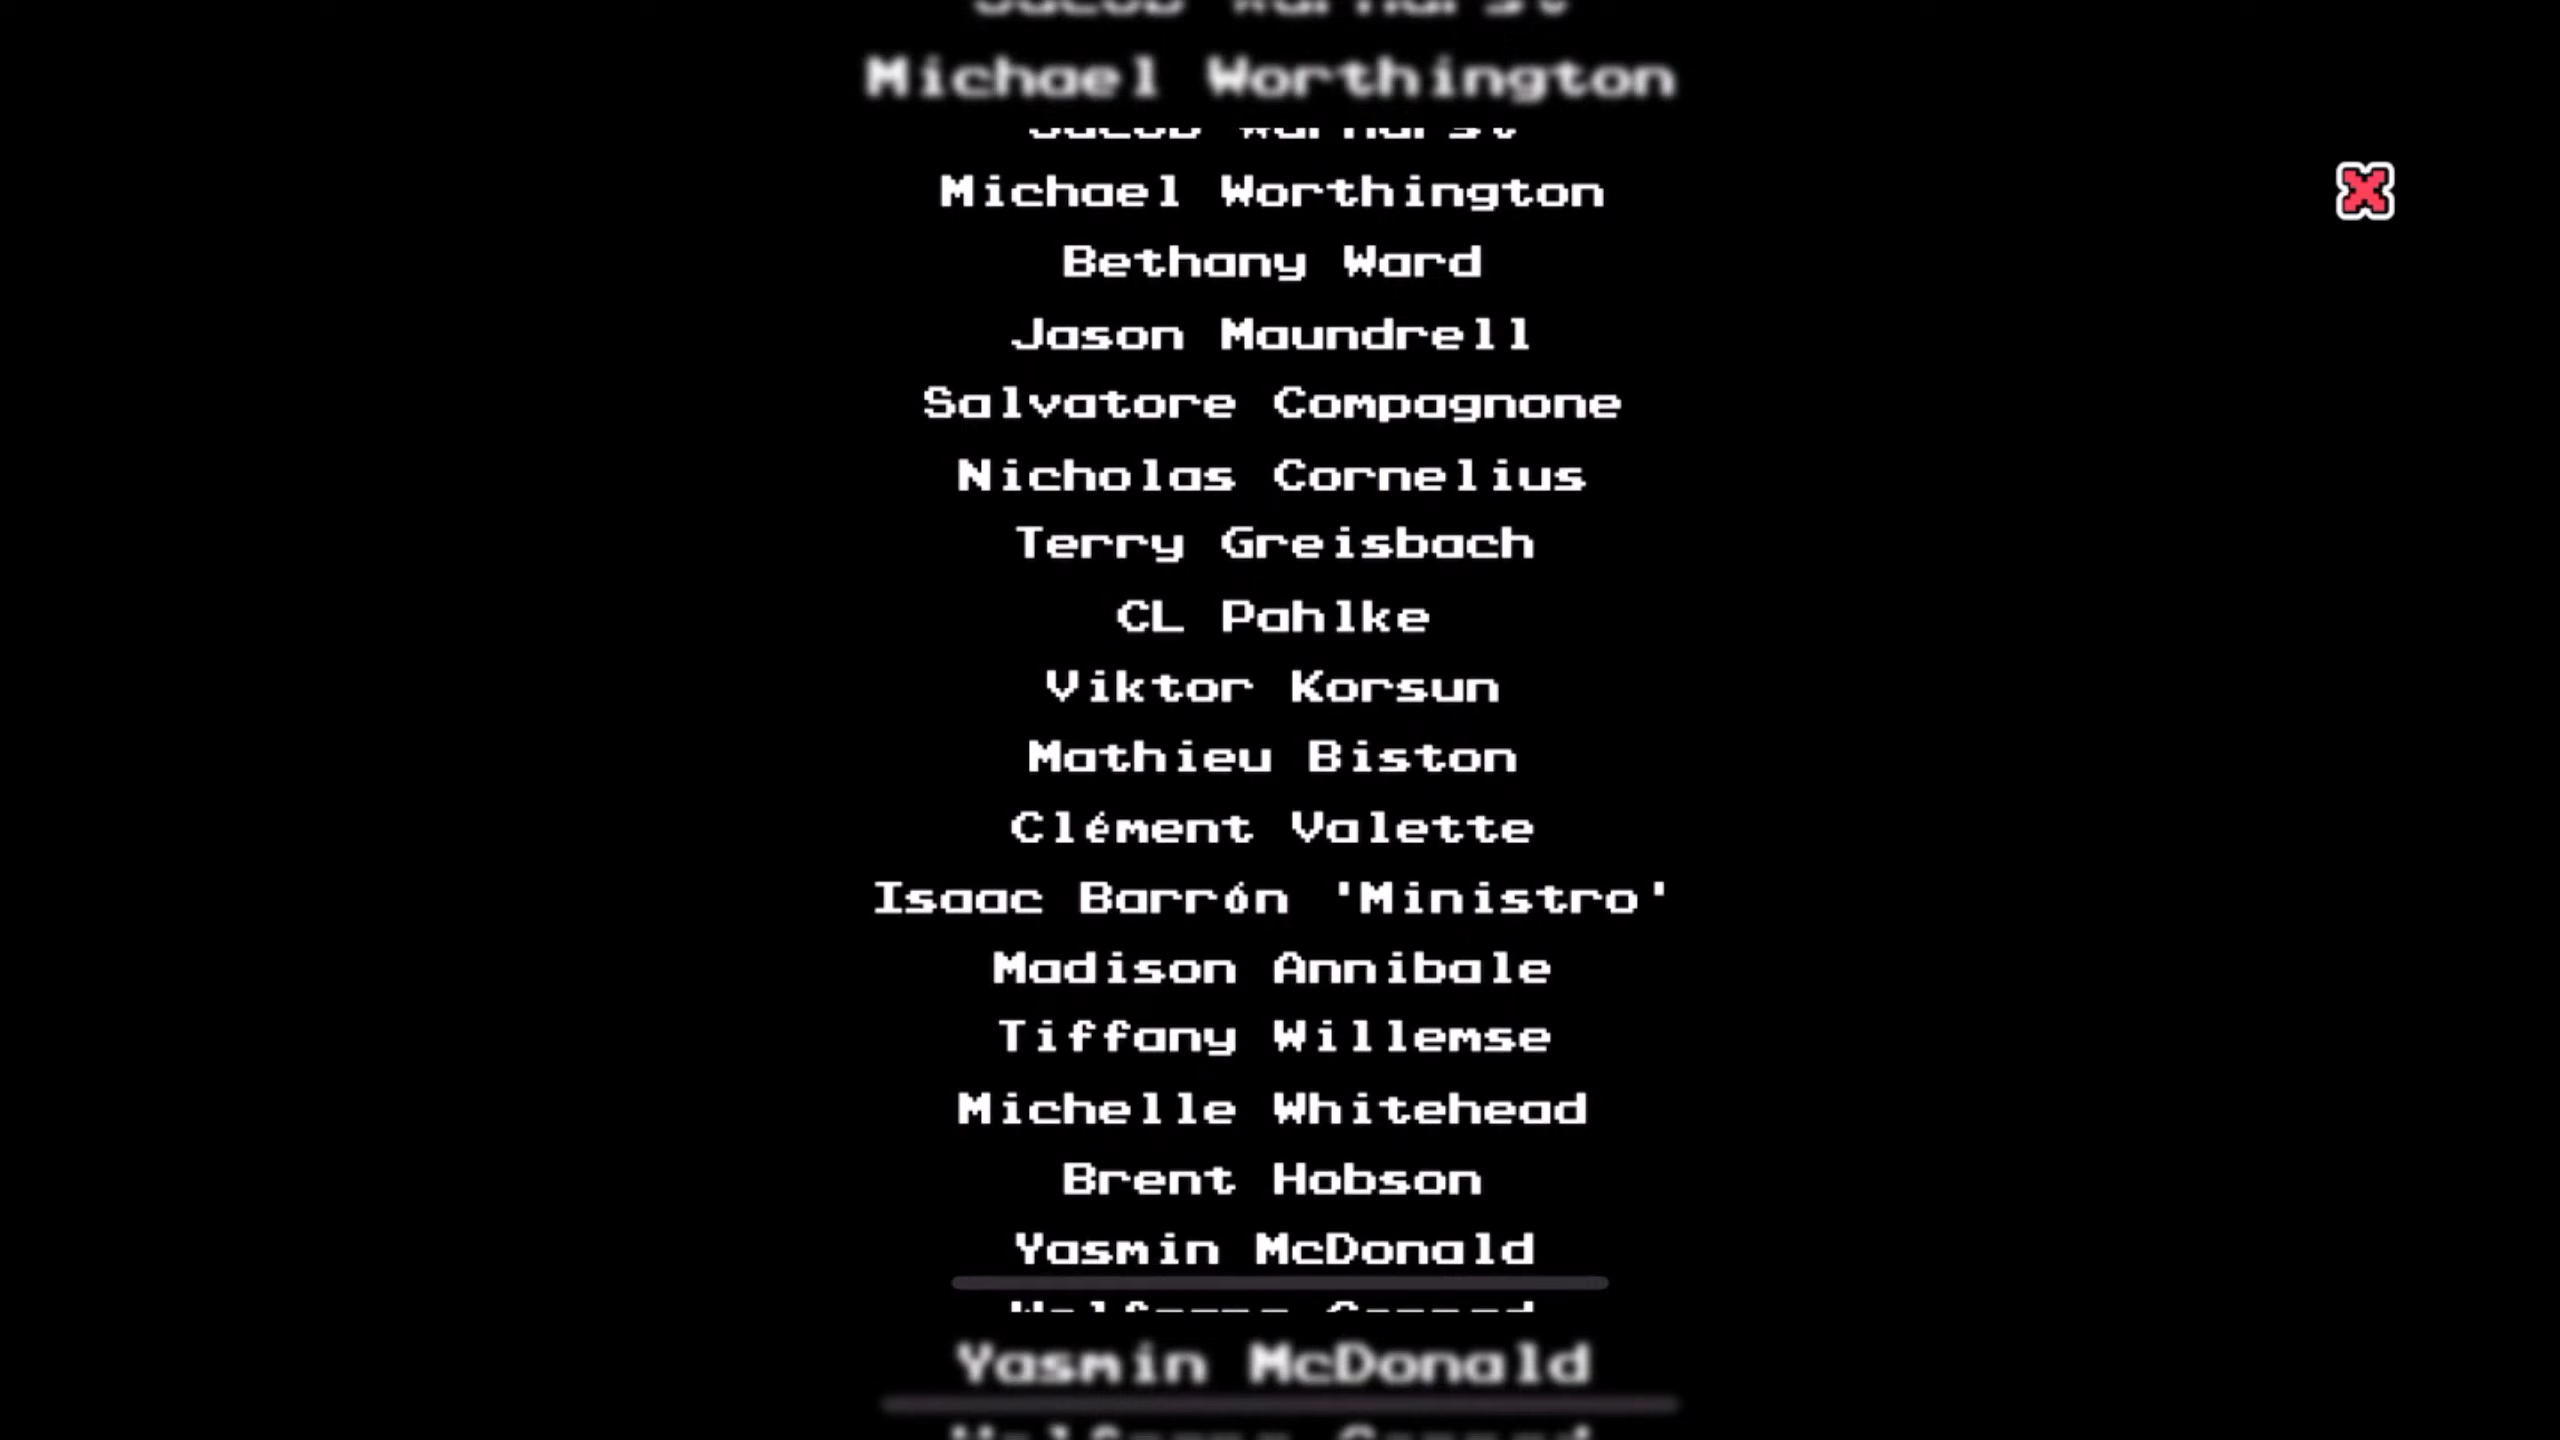 Michael Worthington
Michael Worthington
Bethany Ward
Jason Maundrell
Salvatore Compagnone
Nicholas Cornelius
Terry Greisbach
CL Pahlke
Viktor Korsun
Mathieu Biston
Clément Valette
Isaac Barrón 'Ministro'
Madison Annibale
Tiffany Willemse
Michelle Whitehead
Brent Hobson
Yasmin McDonald
Yasmin McDonald